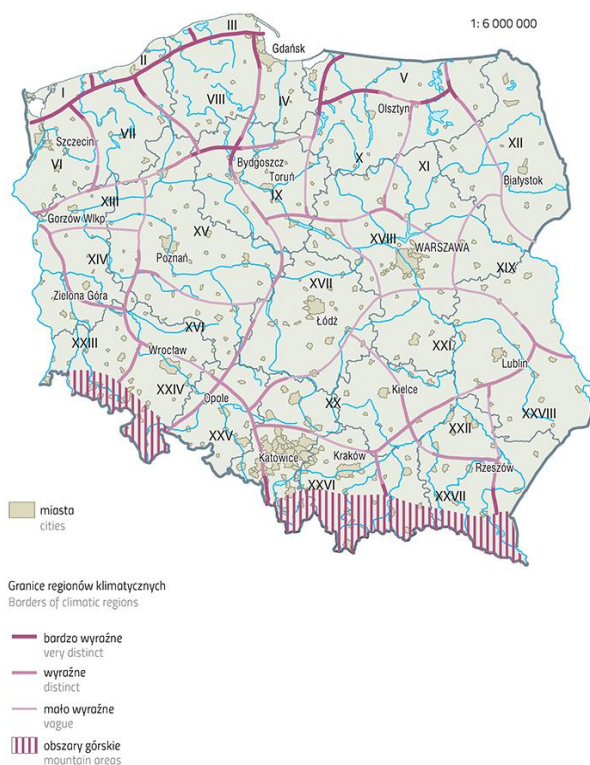 1: 6 000 000
III
Gdańsk
II
I
V
VIII
IV
Olsztyn
VII
Szczecin
XII
VI
Bydgoszcz
X
XI
Toruń
Białystok
IX
XIII
Gorzów Wlkp.
XV
XVIII
WARSZAWA
Poznań
XIV
XIX
XVII
Zielona Góra
Łódź
XVI
XXIII
Wrocław
XXI
Lublin
XXIV
Kielce
Opole
XX
XXVIII
XXII
XXV
Katowice
Kraków
Rzeszów
XXVI
XXVII
miasta
cities
Granice regionów klimatycznych
Borders of climatic regions
bardzo wyraźne
very distinct
wyraźne
distinct
mało wyraźne
vague
obszary górskie
mountain areas